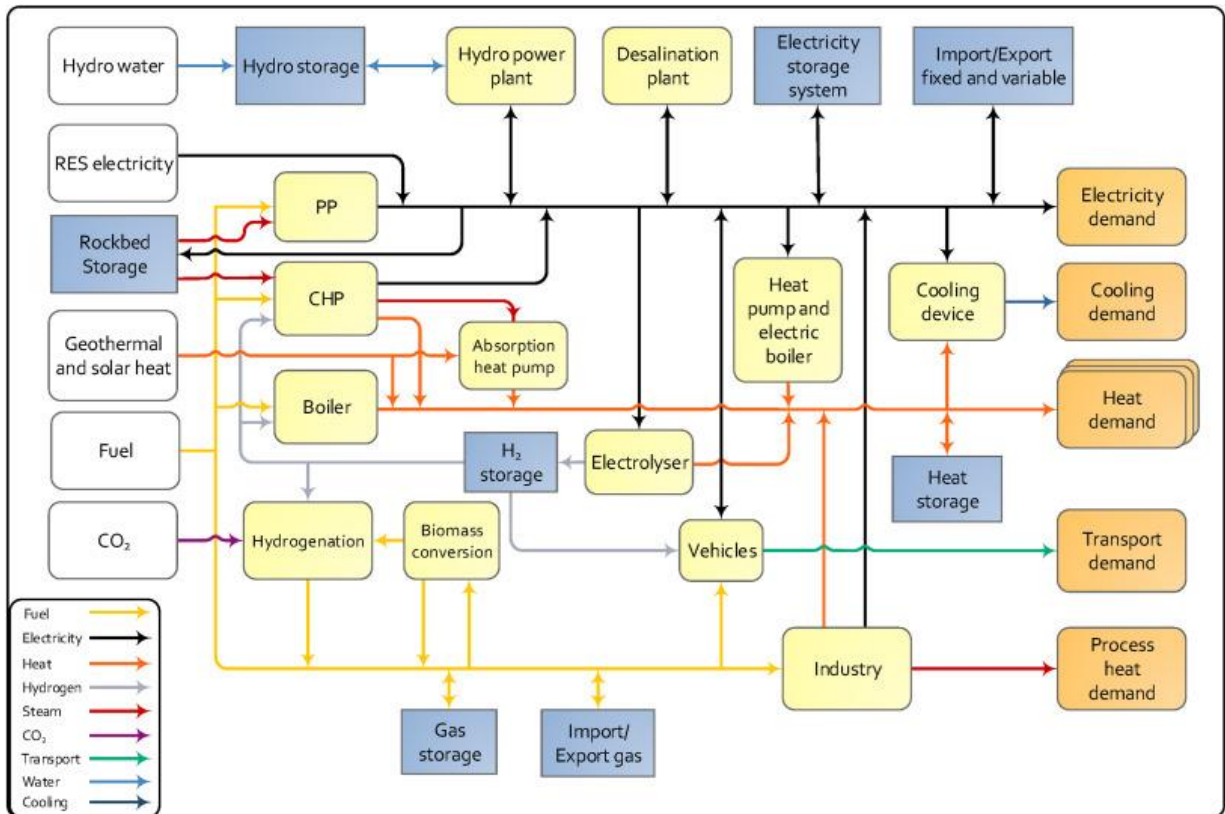 Hydro water
Hydro storage
Hydro power
plant
Desalination
plant
Electricity
storage
system
Import/Export
fixed and variable
RES electricity
PP
Electricity
demand
Rockbed
Storage
CHP
Heat
pump and
electric
boiler
Cooling
device
Cooling
demand
Geothermal
and solar heat
Absorption
heat pump
Boiler
Heat
demand
Fuel
H₂
storage
Electrolyser
Heat
storage
CO₂
Hydrogenation
Biomass
conversion
Vehicles
Transport
demand
Industry
Process
heat
demand
Gas
storage
Import/
Export gas
Fuel
Electricity
Heat
Hydrogen
Steam
CO₂
Transport
Water
Cooling